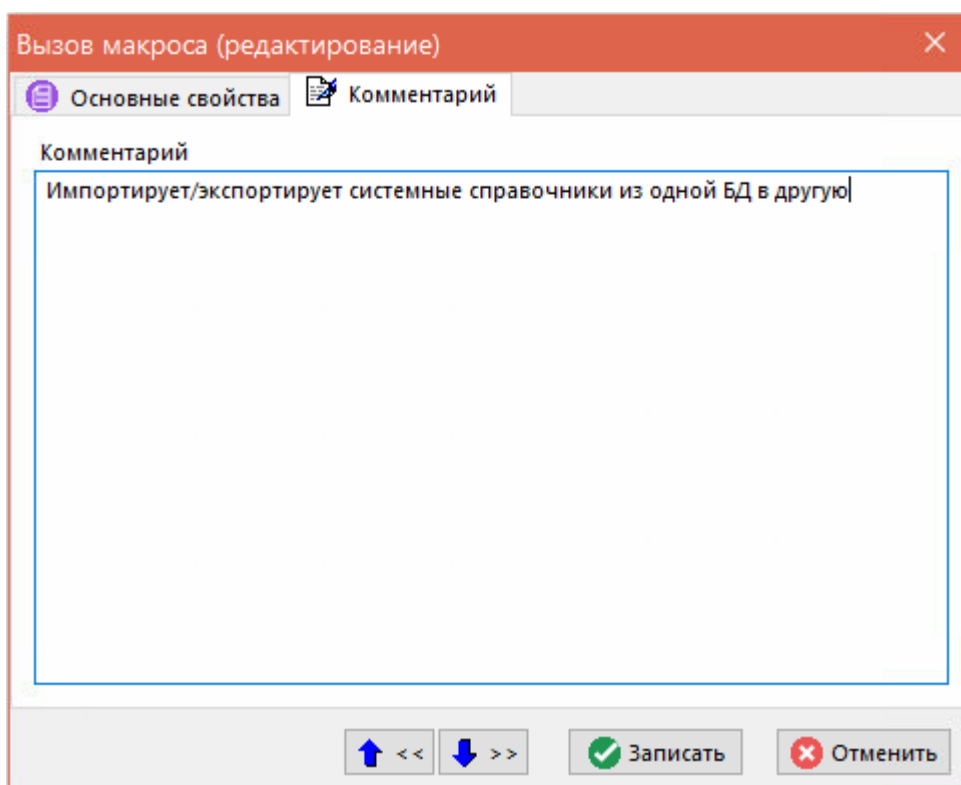 Вызов макроса (редактирование)
Основные свойства
Комментарий
Комментарий
Импортирует/экспортирует системные справочники из одной БД в другую
<< >> Записать Отменить